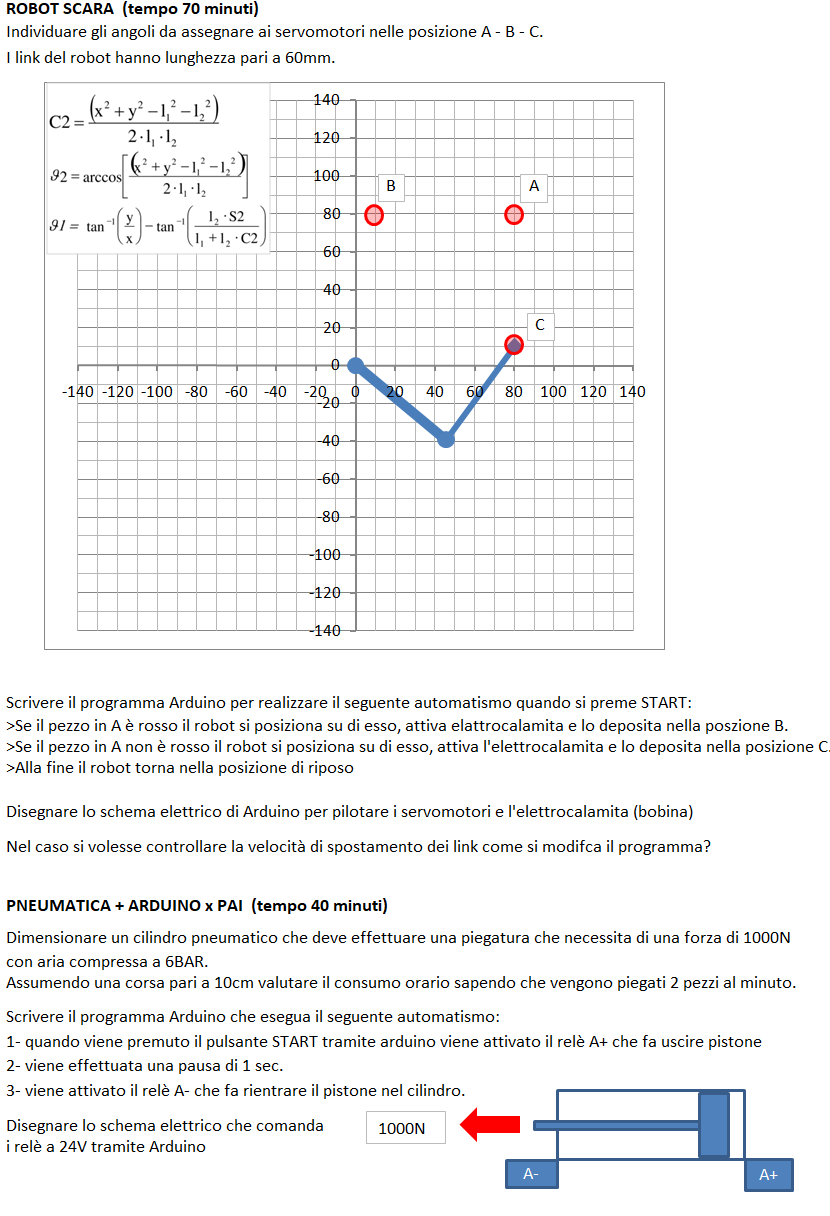 ROBOT SCARA  (tempo 70 minuti)
Individuare gli angoli da assegnare ai servomotori nelle posizione A - B - C.
I link del robot hanno lunghezza pari a 60mm.
C2 = (x² + y² − l₁² − l₂²) / 2·l₁·l₂
ϑ2 = arccos[(x² + y² − l₁² − l₂²) / 2·l₁·l₂]
ϑ1 = tan⁻¹(y/x) − tan⁻¹(l₂·S2 / l₁ + l₂·C2)
140
120
100
B
A
80
60
40
20
C
0
-140 -120 -100 -80 -60 -40 -20 0 20 40 60 80 100 120 140
-20
-40
-60
-80
-100
-120
-140
Scrivere il programma Arduino per realizzare il seguente automatismo quando si preme START:
>Se il pezzo in A è rosso il robot si posiziona su di esso, attiva elattrocalamita e lo deposita nella poszione B.
>Se il pezzo in A non è rosso il robot si posiziona su di esso, attiva l'elettrocalamita e lo deposita nella posizione C.
>Alla fine il robot torna nella posizione di riposo
Disegnare lo schema elettrico di Arduino per pilotare i servomotori e l'elettrocalamita (bobina)
Nel caso si volesse controllare la velocità di spostamento dei link come si modifca il programma?
PNEUMATICA + ARDUINO x PAI  (tempo 40 minuti)
Dimensionare un cilindro pneumatico che deve effettuare una piegatura che necessita di una forza di 1000N
con aria compressa a 6BAR.
Assumendo una corsa pari a 10cm valutare il consumo orario sapendo che vengono piegati 2 pezzi al minuto.
Scrivere il programma Arduino che esegua il seguente automatismo:
1- quando viene premuto il pulsante START tramite arduino viene attivato il relè A+ che fa uscire pistone
2- viene effettuata una pausa di 1 sec.
3- viene attivato il relè A- che fa rientrare il pistone nel cilindro.
Disegnare lo schema elettrico che comanda
i relè a 24V tramite Arduino
1000N
A-
A+